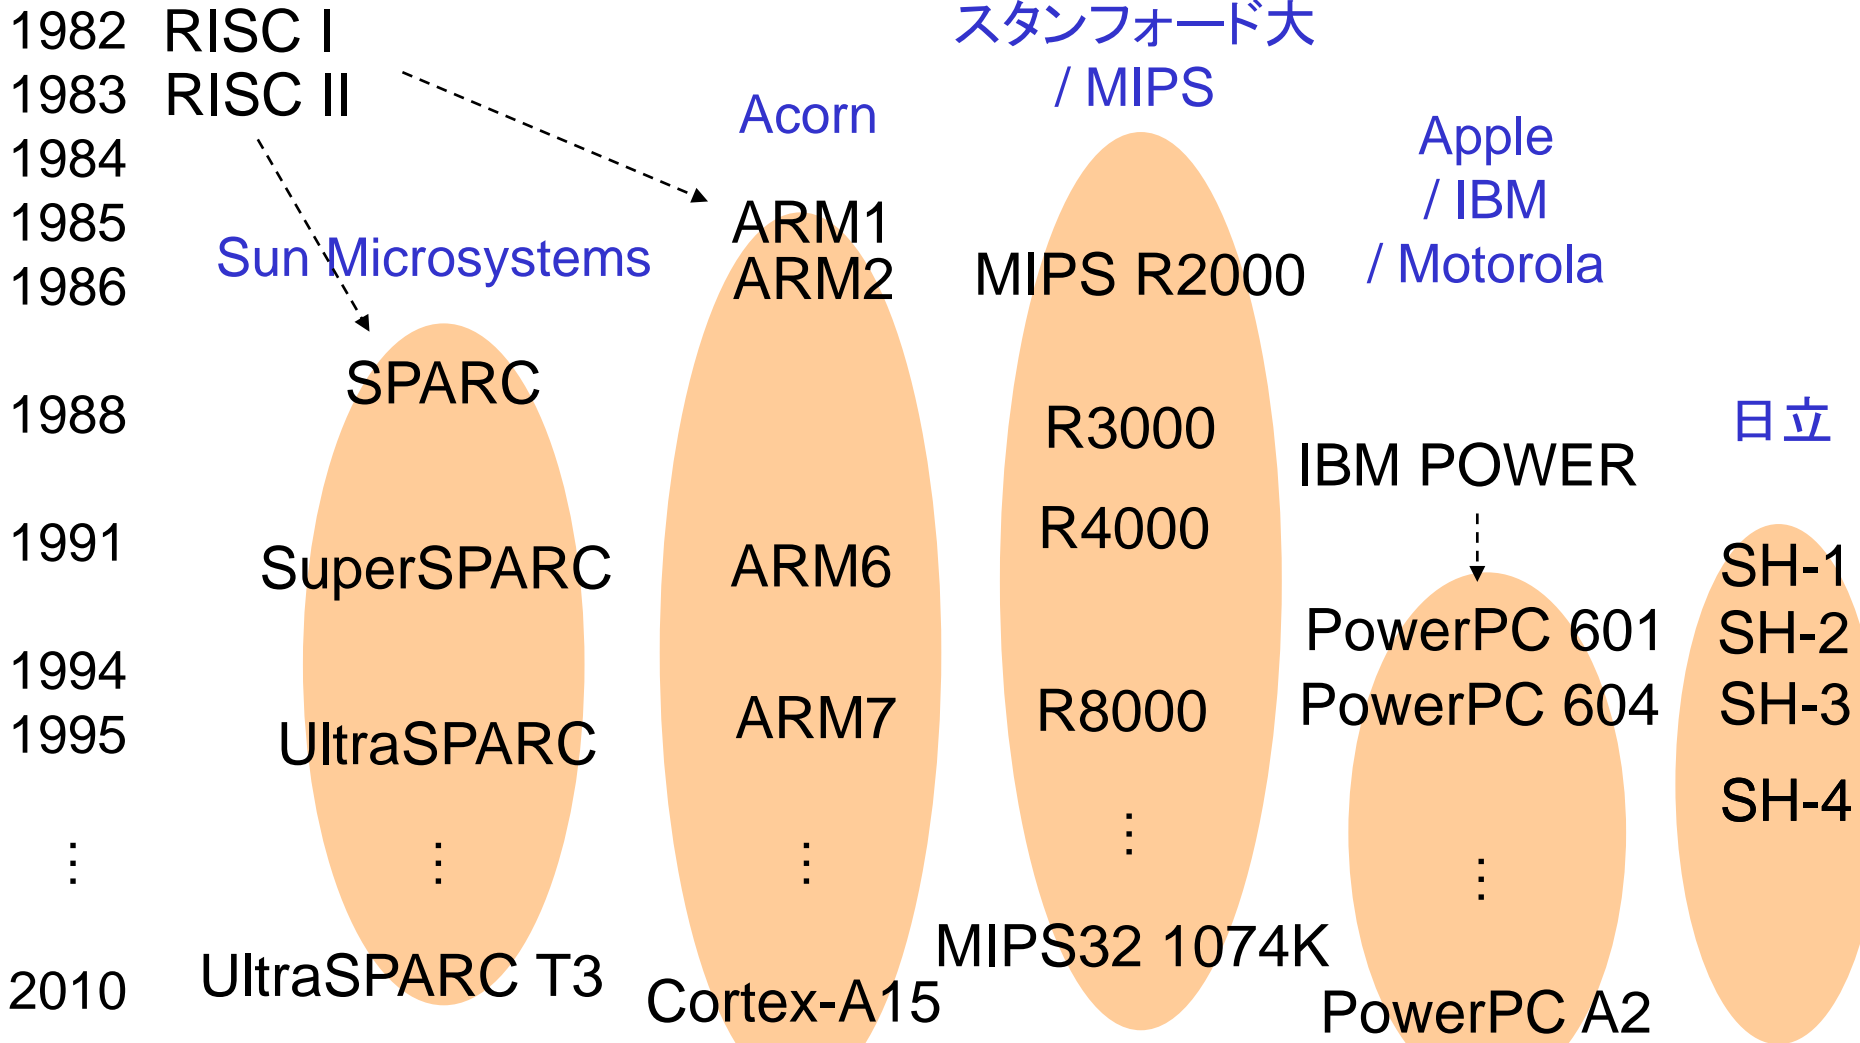 1982
RISC I
1983
RISC II
1984
1985
1986
1988
1991
1994
1995
⋮
2010
Sun Microsystems
SPARC
SuperSPARC
UltraSPARC
⋮
UltraSPARC T3
Acorn
ARM1
ARM2
ARM6
ARM7
⋮
Cortex-A15
スタンフォード大
/ MIPS
MIPS R2000
R3000
R4000
R8000
⋮
MIPS32 1074K
Apple
/ IBM
/ Motorola
IBM POWER
PowerPC 601
PowerPC 604
⋮
PowerPC A2
日立
SH-1
SH-2
SH-3
SH-4